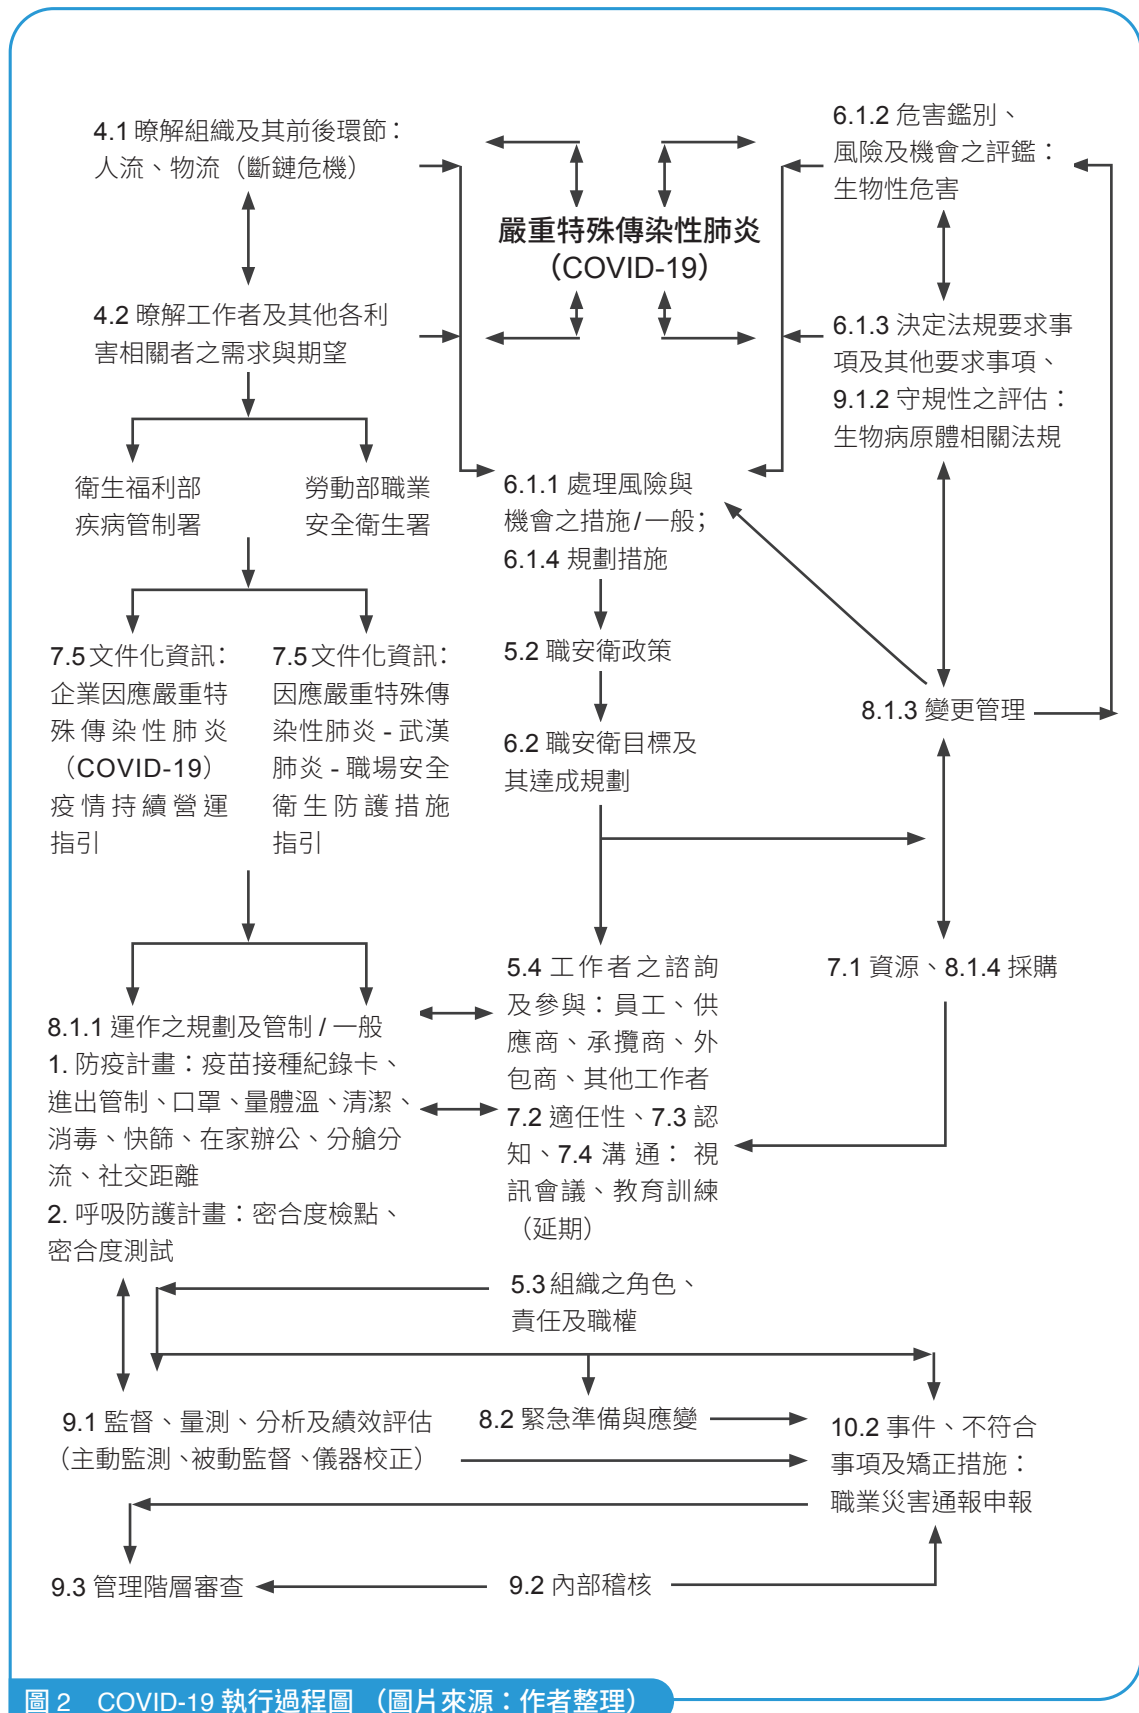 4.1 瞭解組織及其前後環節：
人流、物流（斷鏈危機）
6.1.2 危害鑑別、
風險及機會之評鑑：
生物性危害
嚴重特殊傳染性肺炎
（COVID-19）
4.2 瞭解工作者及其他各利
害相關者之需求與期望
6.1.3 決定法規要求事
項及其他要求事項、
9.1.2 守規性之評估：
生物病原體相關法規
衛生福利部
疾病管制署
勞動部職業
安全衛生署
6.1.1 處理風險與
機會之措施/一般；
6.1.4 規劃措施
7.5 文件化資訊：
企業因應嚴重特
殊傳染性肺炎
（COVID-19）
疫情持續營運
指引
7.5 文件化資訊：
因應嚴重特殊傳
染性肺炎 - 武漢
肺炎 - 職場安全
衛生防護措施
指引
5.2 職安衛政策
8.1.3 變更管理
6.2 職安衛目標及
其達成規劃
5.4 工作者之諮詢
及參與：員工、供
應商、承攬商、外
包商、其他工作者
7.2 適任性、7.3 認
知、7.4 溝通：視
訊會議、教育訓練
（延期）
7.1 資源、8.1.4 採購
8.1.1 運作之規劃及管制 / 一般
1. 防疫計畫：疫苗接種紀錄卡、
進出管制、口罩、量體溫、清潔、
消毒、快篩、在家辦公、分艙分
流、社交距離
2. 呼吸防護計畫：密合度檢點、
密合度測試
5.3 組織之角色、
責任及職權
9.1 監督、量測、分析及績效評估
（主動監測、被動監督、儀器校正）
8.2 緊急準備與應變
10.2 事件、不符合
事項及矯正措施：
職業災害通報申報
9.3 管理階層審查
9.2 內部稽核
圖 2 COVID-19 執行過程圖 （圖片來源：作者整理）